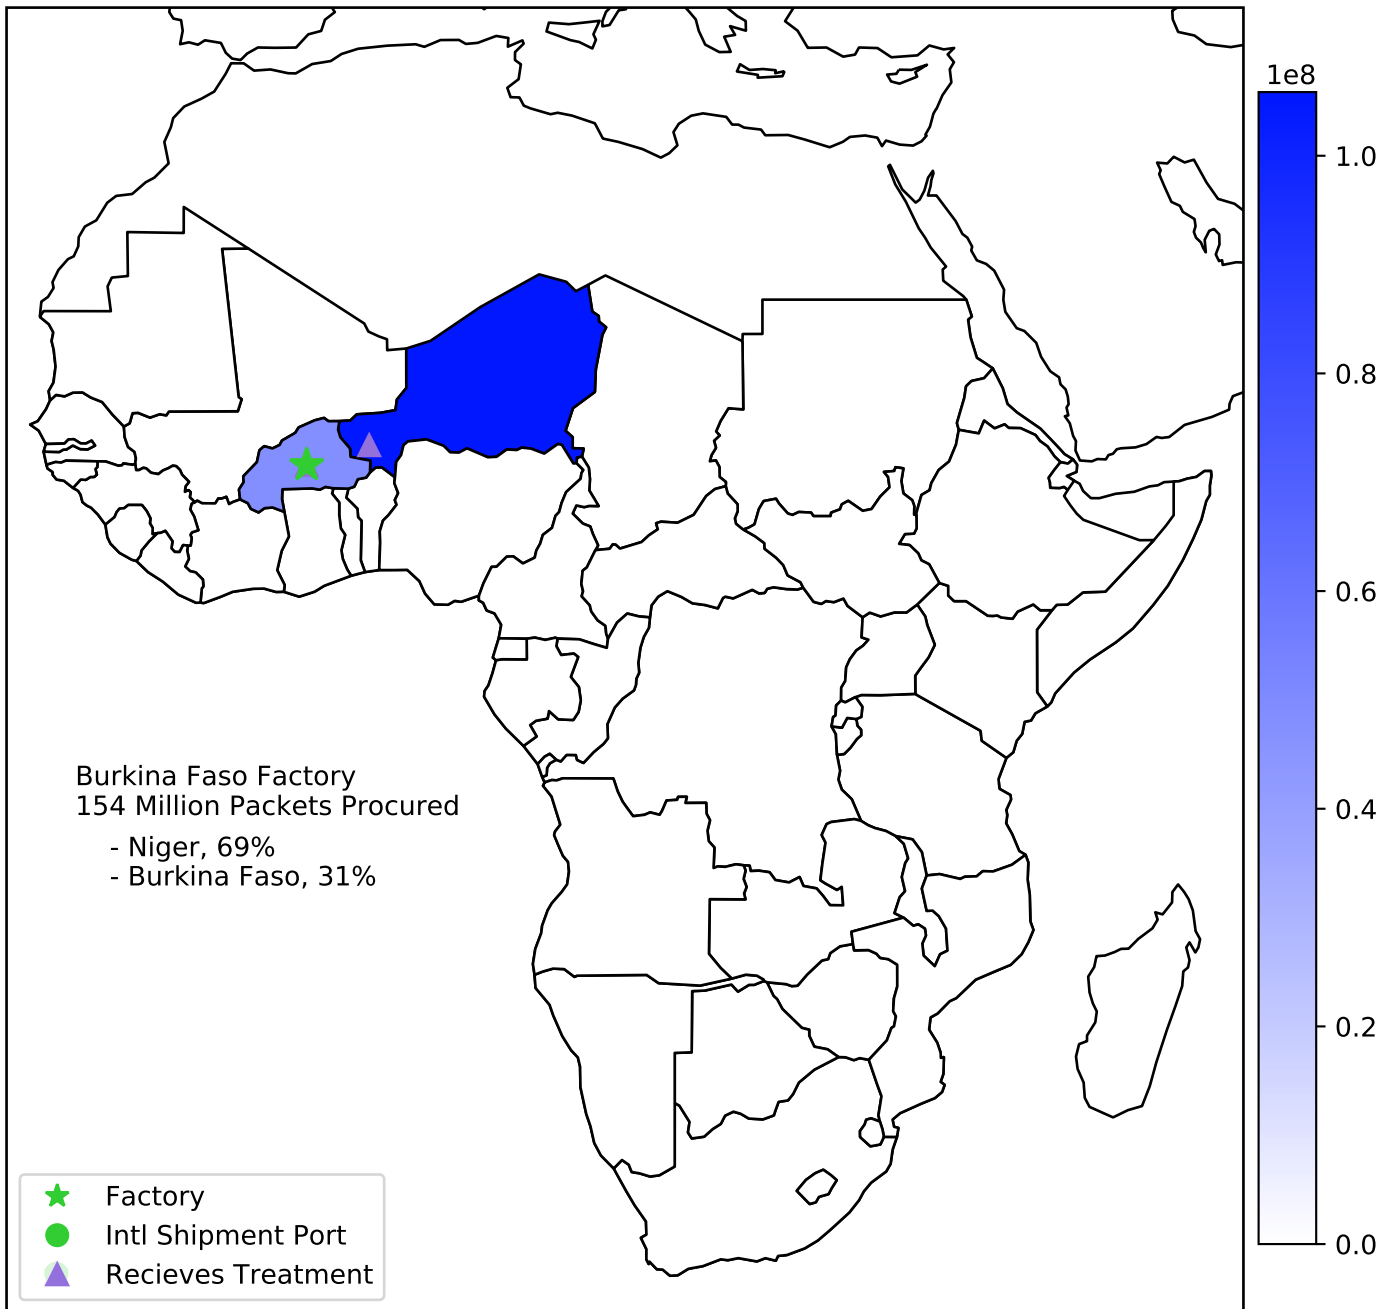 1e8
1.0
0.8
0.6
0.4
0.2
0.0
Burkina Faso Factory
154 Million Packets Procured
- Niger, 69%
- Burkina Faso, 31%
Factory
Intl Shipment Port
Recieves Treatment